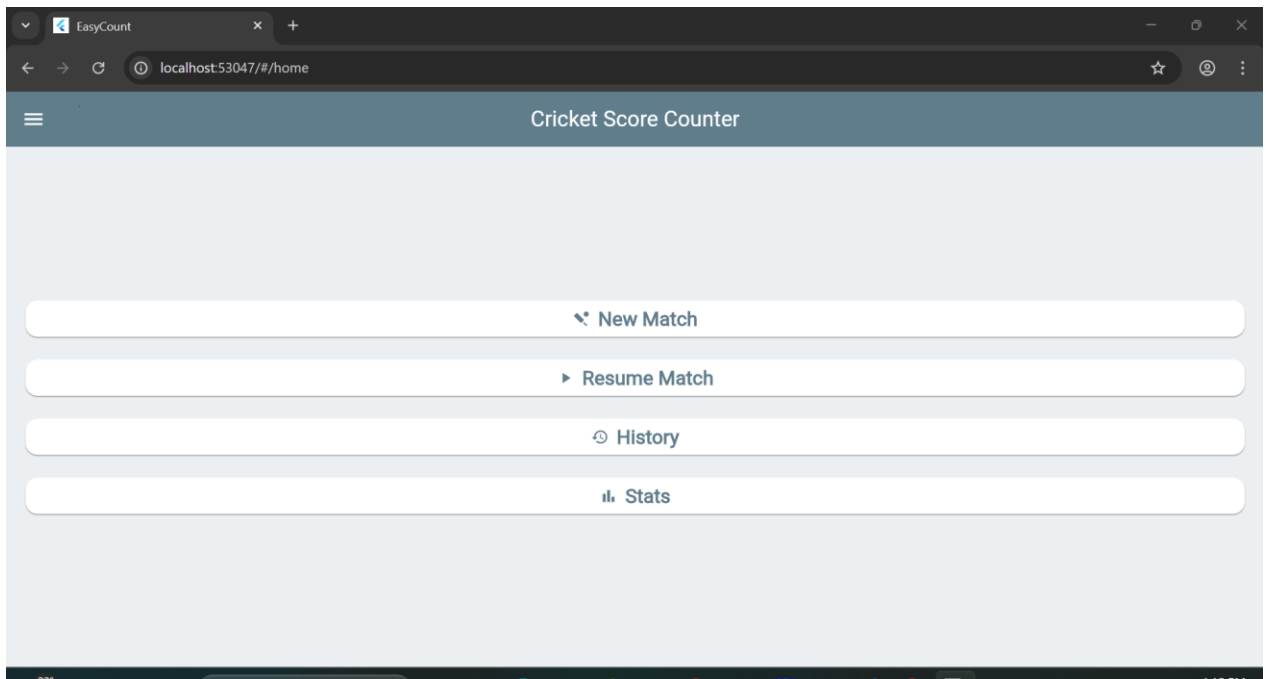 EasyCount
localhost:53047/#/home
Cricket Score Counter
New Match
Resume Match
History
Stats